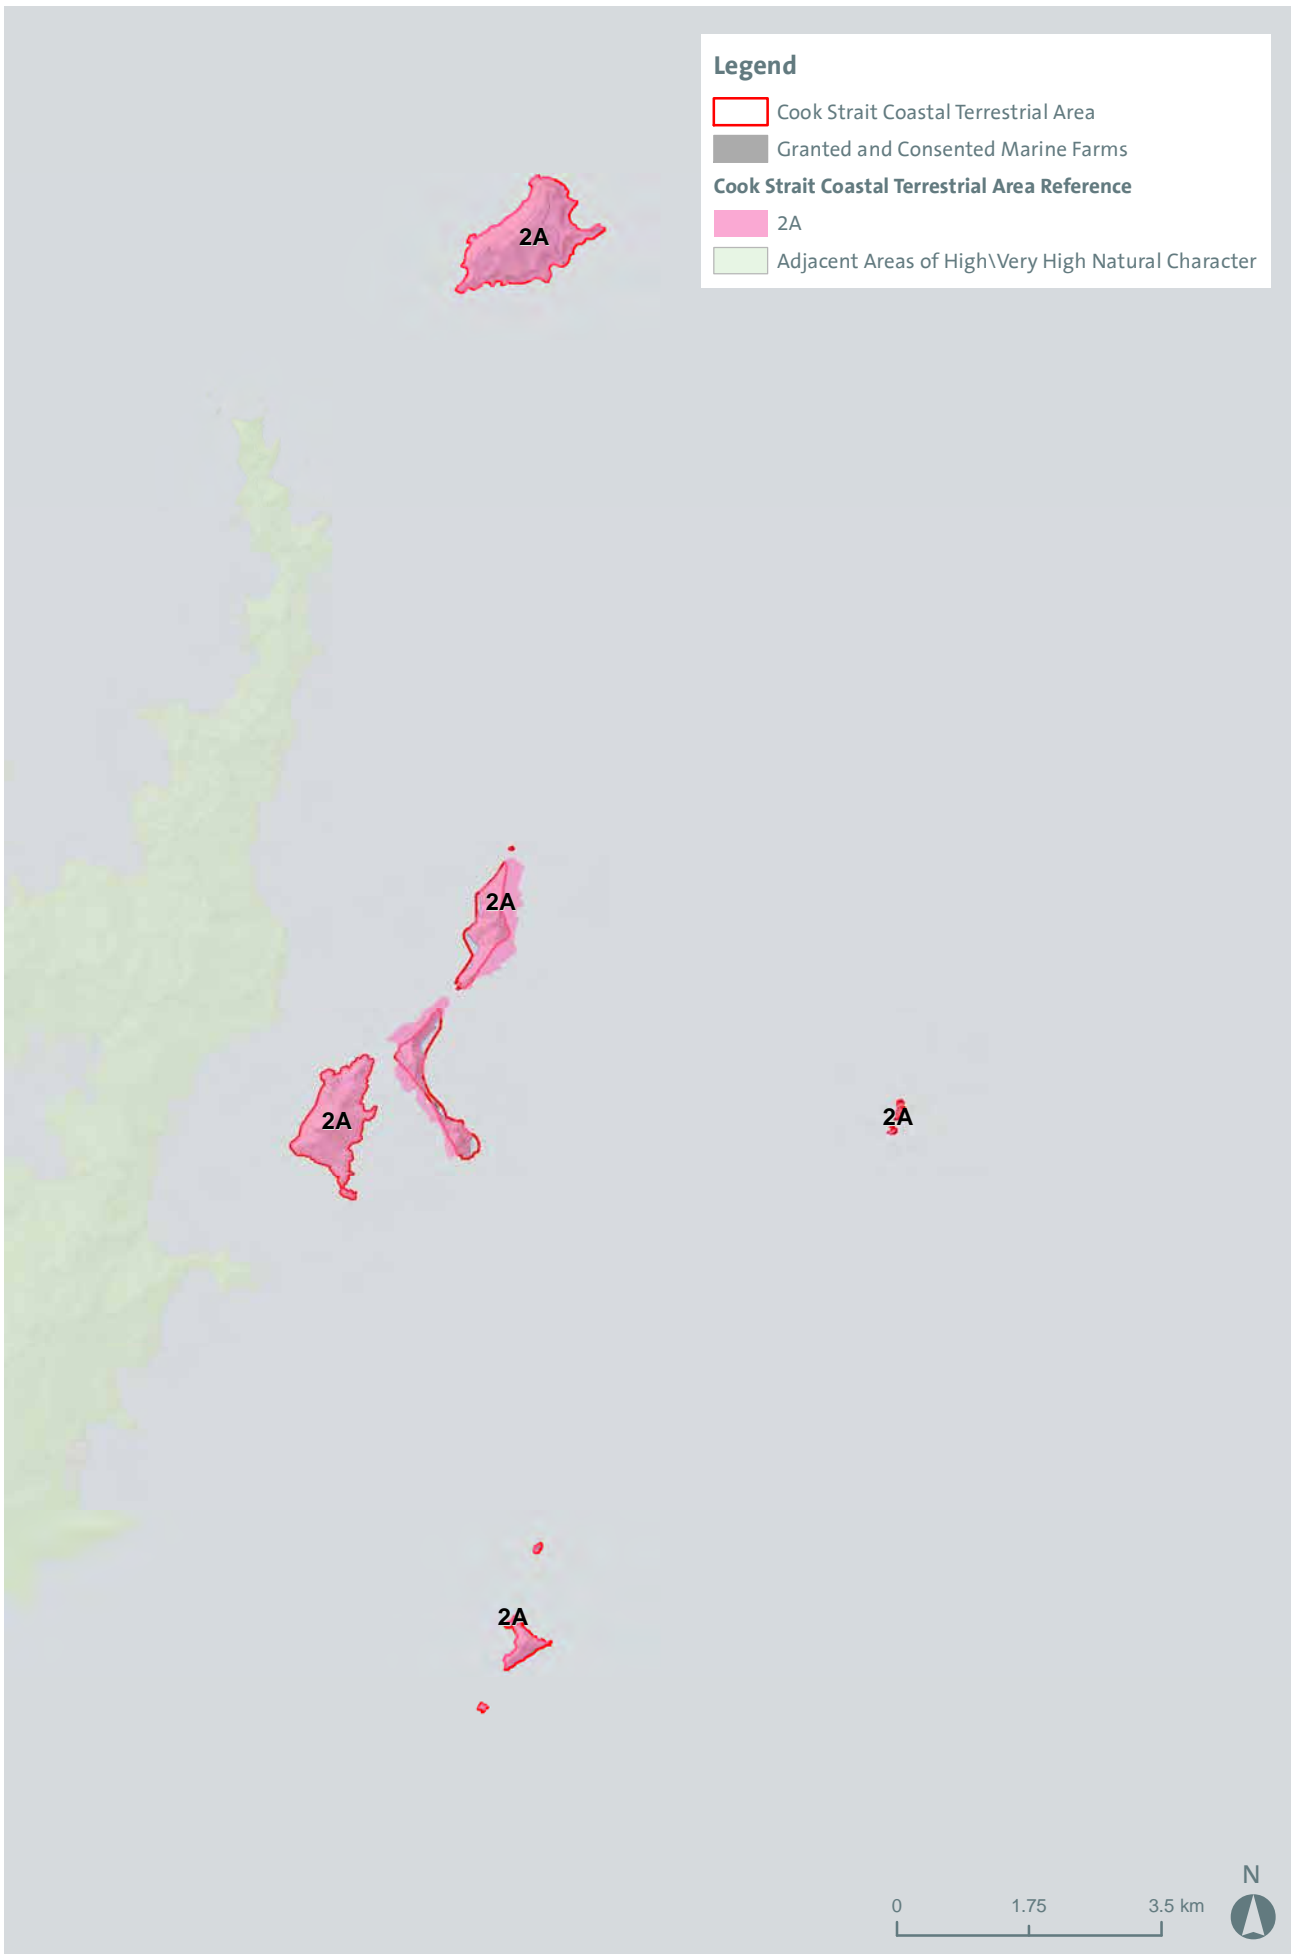 Legend
Cook Strait Coastal Terrestrial Area
Granted and Consented Marine Farms
Cook Strait Coastal Terrestrial Area Reference
2A
Adjacent Areas of High\Very High Natural Character
2A
2A
2A
2A
2A
N
0 1.75 3.5 km